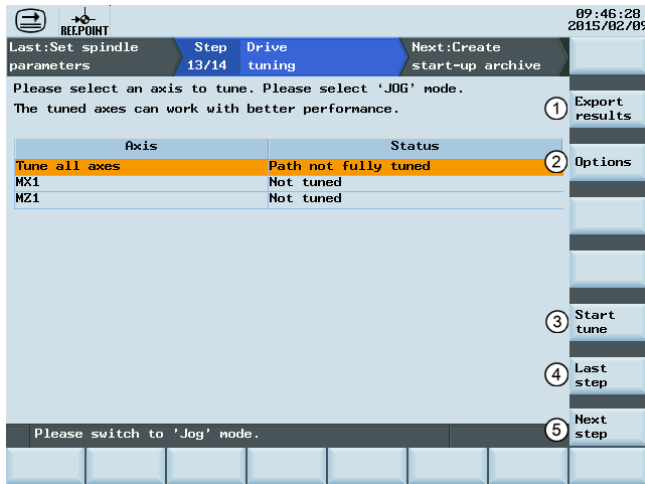 REF.POINT
09:46:28
2015/02/09
Last:Set spindle parameters
Step 13/14
Drive tuning
Next:Create start-up archive
Please select an axis to tune. Please select 'JOG' mode.
The tuned axes can work with better performance.
1 Export results
Axis Status
2 Options
Tune all axes Path not fully tuned
MX1 Not tuned
MZ1 Not tuned
3 Start tune
4 Last step
5 Next step
Please switch to 'Jog' mode.